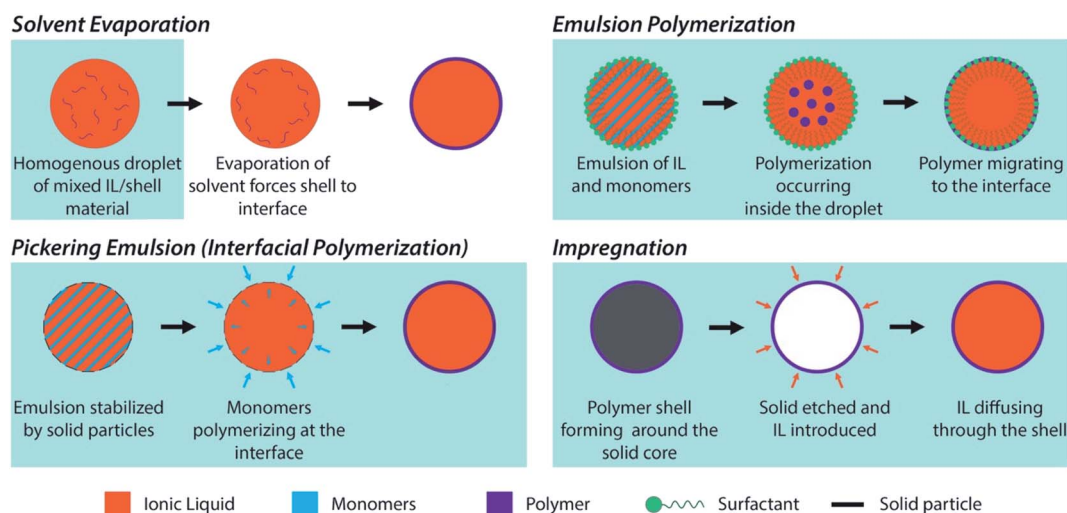 Solvent Evaporation
Homogenous droplet
of mixed IL/shell
material
Evaporation of
solvent forces shell to
interface
Emulsion Polymerization
Emulsion of IL
and monomers
Polymerization
occurring
inside the droplet
Polymer migrating
to the interface
Pickering Emulsion (Interfacial Polymerization)
Emulsion stabilized
by solid particles
Monomers
polymerizing at the
interface
Impregnation
Polymer shell
forming around the
solid core
Solid etched and
IL introduced
IL diffusing
through the shell
Ionic Liquid
Monomers
Polymer
Surfactant
Solid particle